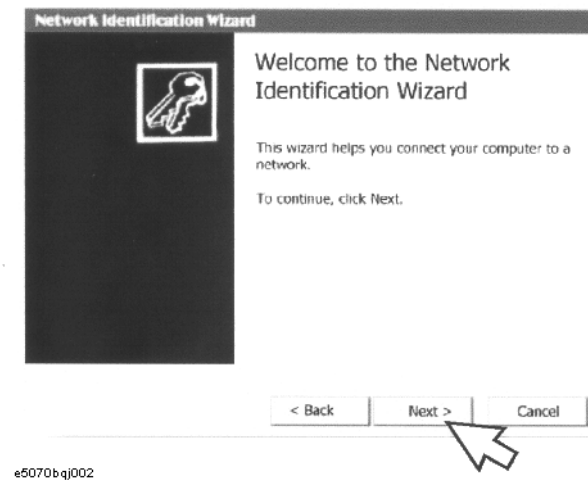 Network Identification Wizard
Welcome to the Network
Identification Wizard
This wizard helps you connect your computer to a
network.
To continue, click Next.
< Back
Next >
Cancel
e5070bqj002